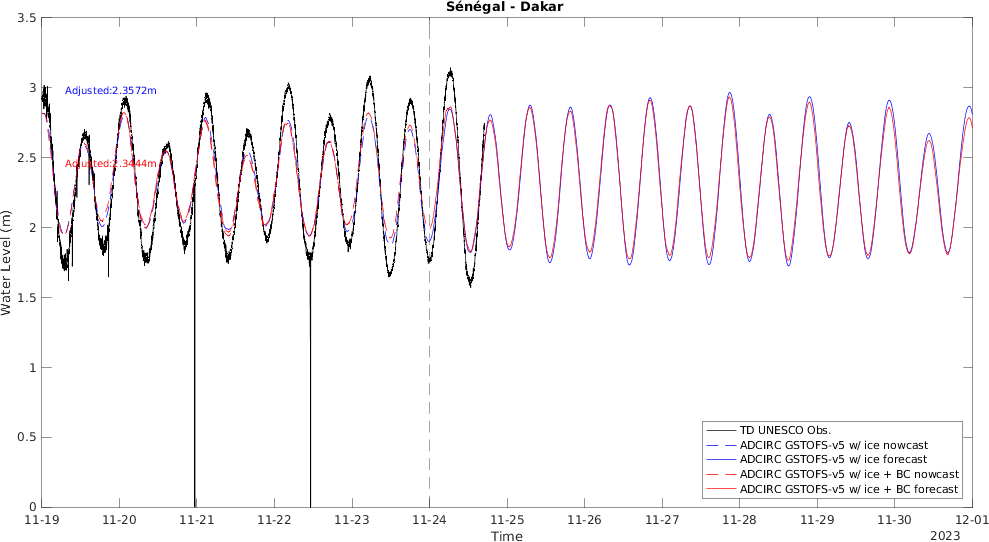 Sénégal - Dakar
3.5
3
2.5
2
1.5
1
0.5
0
Water Level (m)
Adjusted:2.3572m
Adjusted:2.3444m
TD UNESCO Obs.
ADCIRC GSTOFS-v5 w/ ice nowcast
ADCIRC GSTOFS-v5 w/ ice forecast
ADCIRC GSTOFS-v5 w/ ice + BC nowcast
ADCIRC GSTOFS-v5 w/ ice + BC forecast
11-19 11-20 11-21 11-22 11-23 11-24 11-25 11-26 11-27 11-28 11-29 11-30 12-01
Time
2023